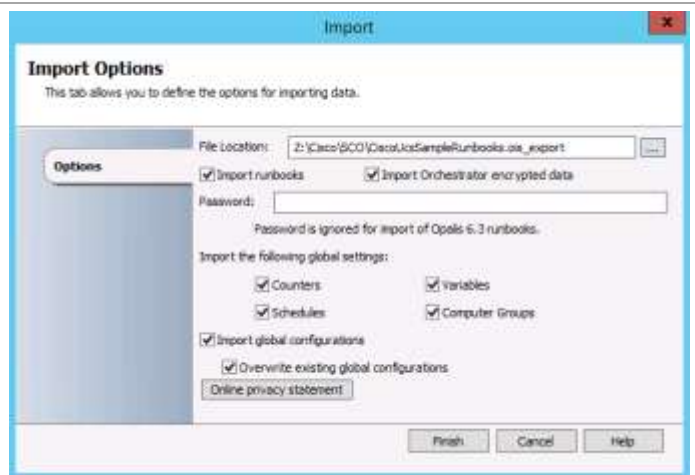 Import
x
Import Options
This tab allows you to define the options for importing data.
Options
File Location: Z:\Cisco\SCO\CiscoUcsSampleRunbooks.ois_export ...
Import runbooks Import Orchestrator encrypted data
Password:
Password is ignored for import of Opalis 6.3 runbooks.
Import the following global settings:
Counters Variables
Schedules Computer Groups
Import global configurations
Overwrite existing global configurations
Online privacy statement
Finish Cancel Help